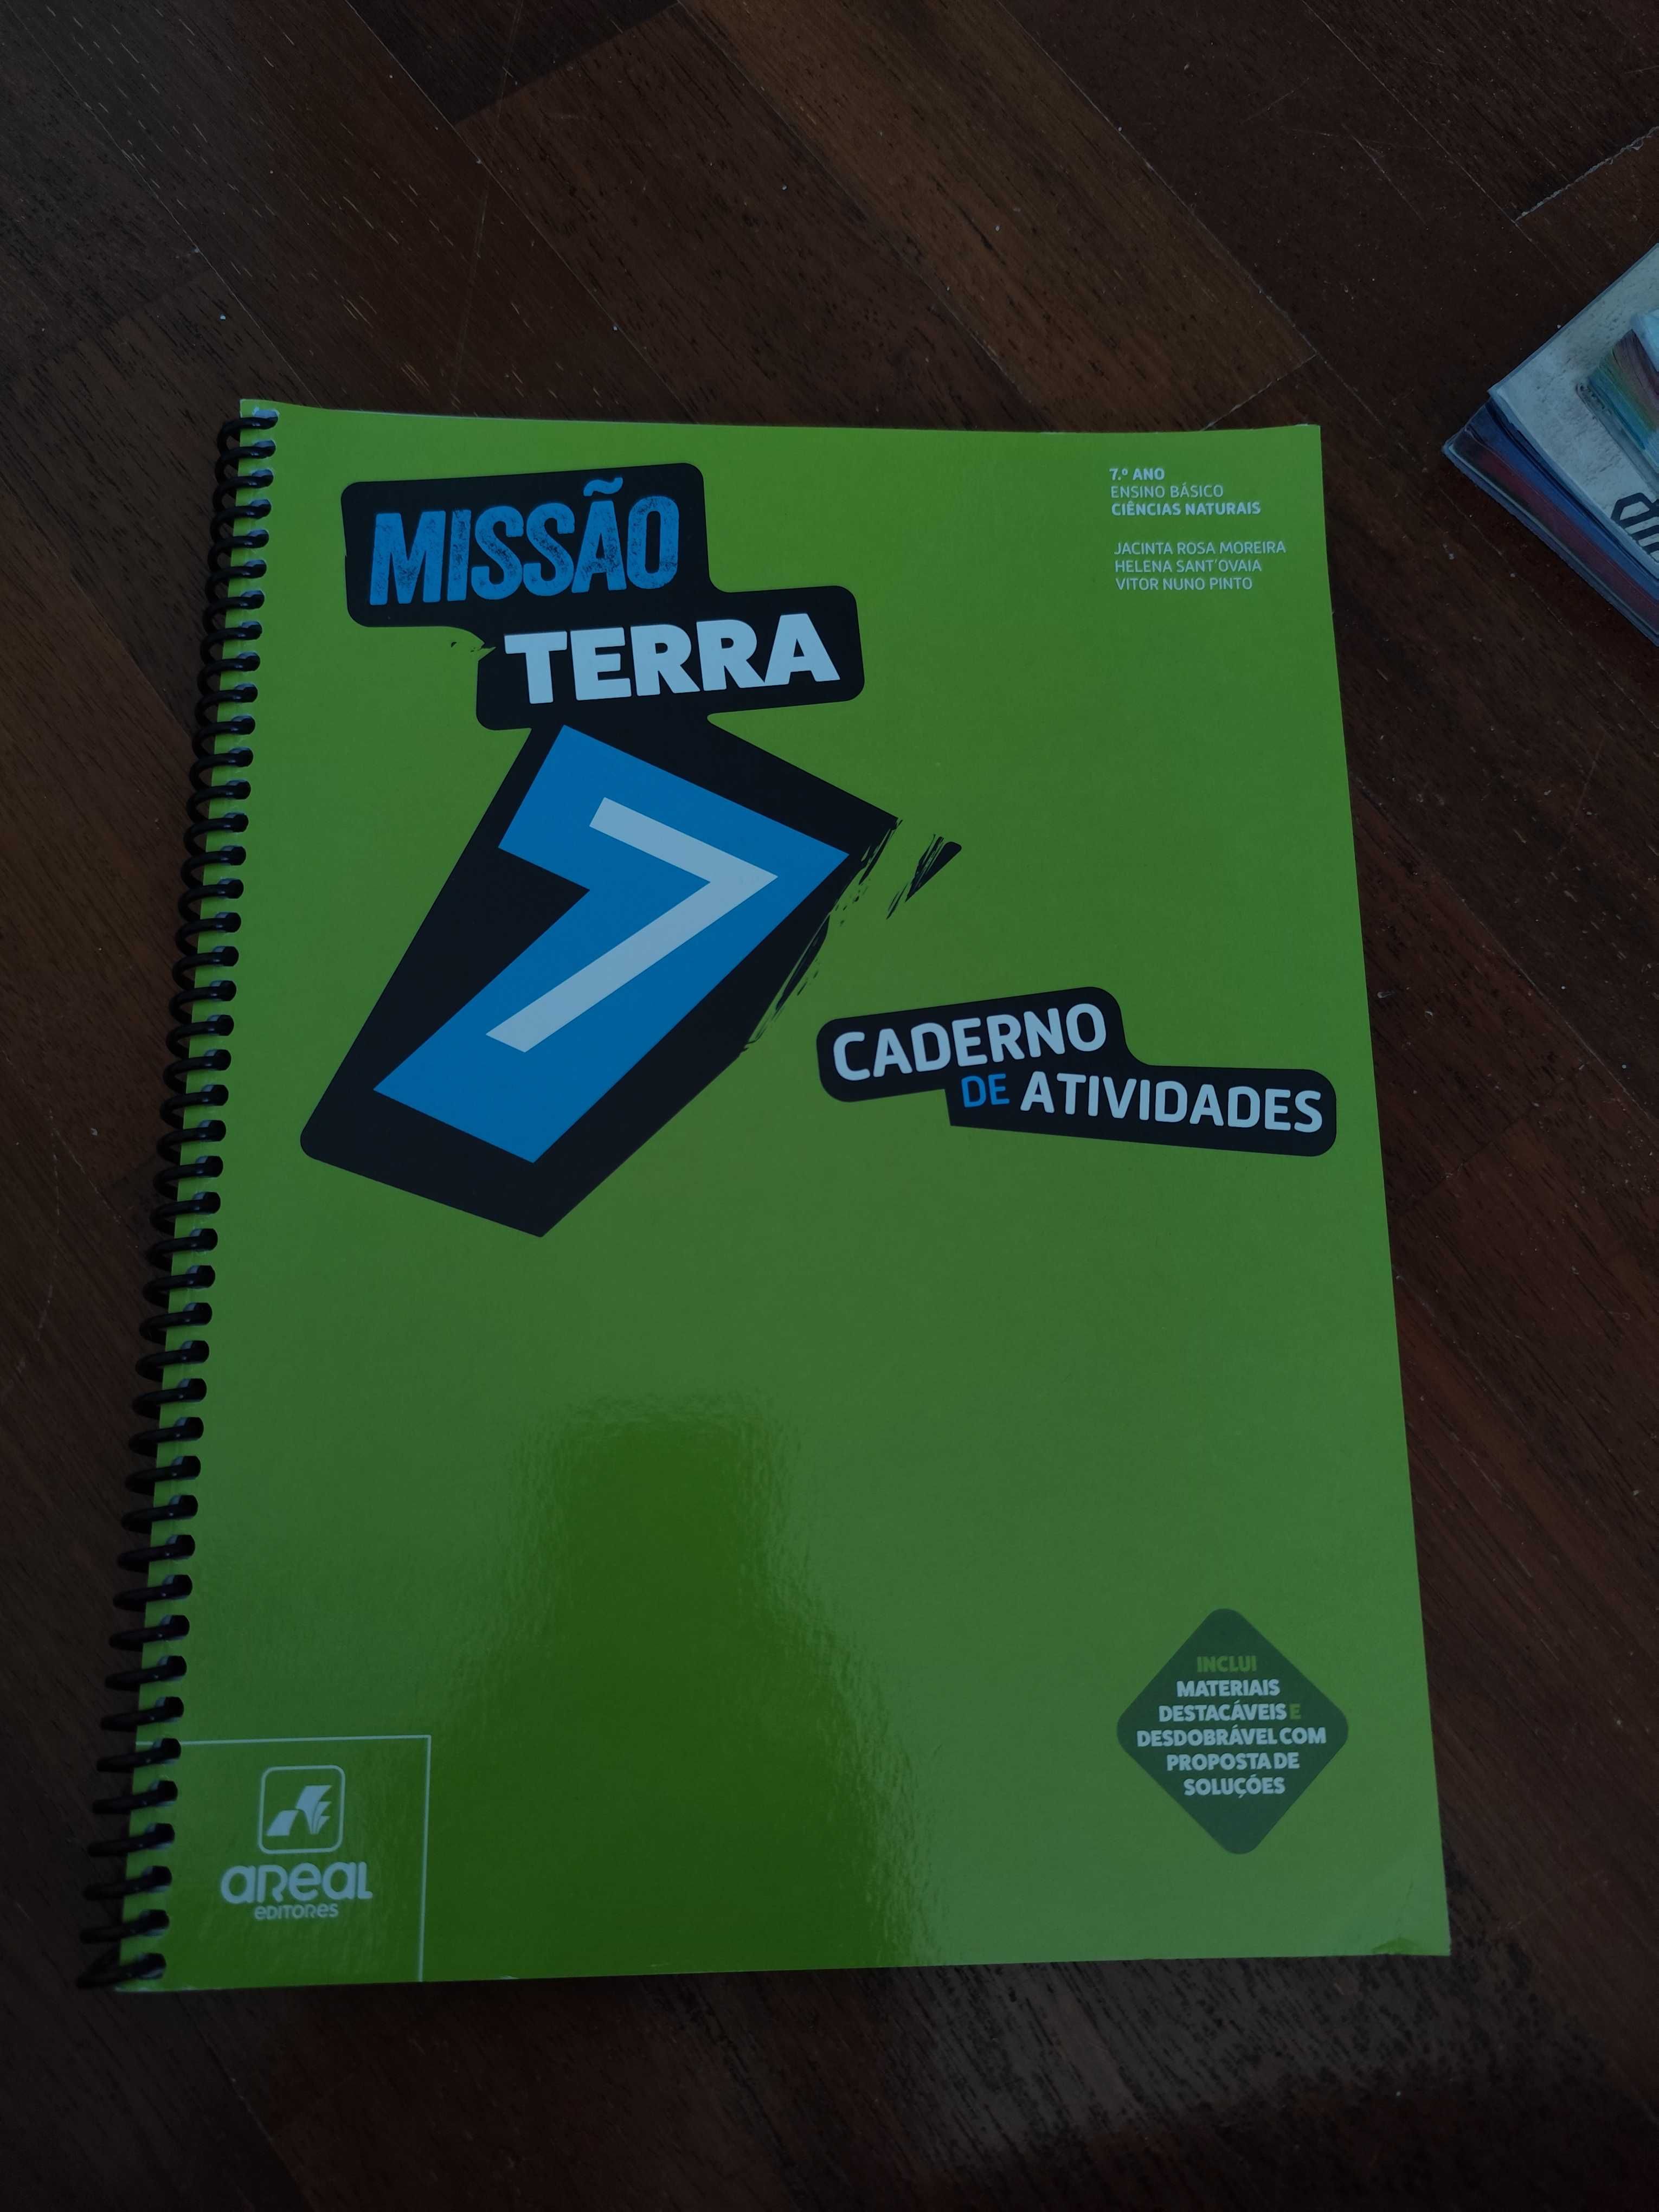 MISSÃO
TERRA
7
7.º ANO
ENSINO BÁSICO
CIÊNCIAS NATURAIS
JACINTA ROSA MOREIRA
HELENA SANT'OVAIA
VITOR NUNO PINTO
CADERNO
DE ATIVIDADES
INCLUI
MATERIAIS
DESTACÁVEIS E
DESDOBRÁVEL COM
PROPOSTA DE
SOLUÇÕES
aReaL
eDITORes